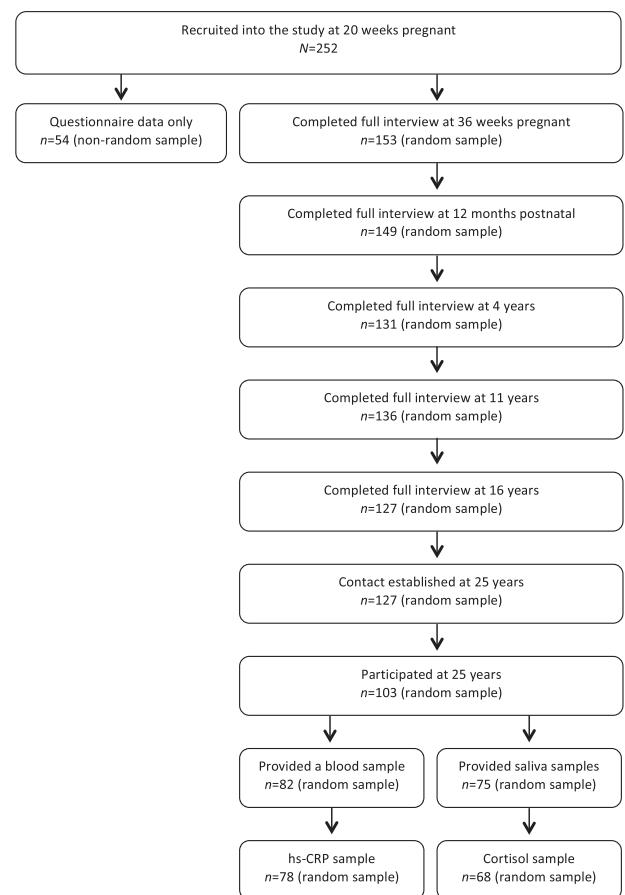 Recruited into the study at 20 weeks pregnant
N=252
Questionnaire data only
n=54 (non-random sample)
Completed full interview at 36 weeks pregnant
n=153 (random sample)
Completed full interview at 12 months postnatal
n=149 (random sample)
Completed full interview at 4 years
n=131 (random sample)
Completed full interview at 11 years
n=136 (random sample)
Completed full interview at 16 years
n=127 (random sample)
Contact established at 25 years
n=127 (random sample)
Participated at 25 years
n=103 (random sample)
Provided a blood sample
n=82 (random sample)
Provided saliva samples
n=75 (random sample)
hs-CRP sample
n=78 (random sample)
Cortisol sample
n=68 (random sample)